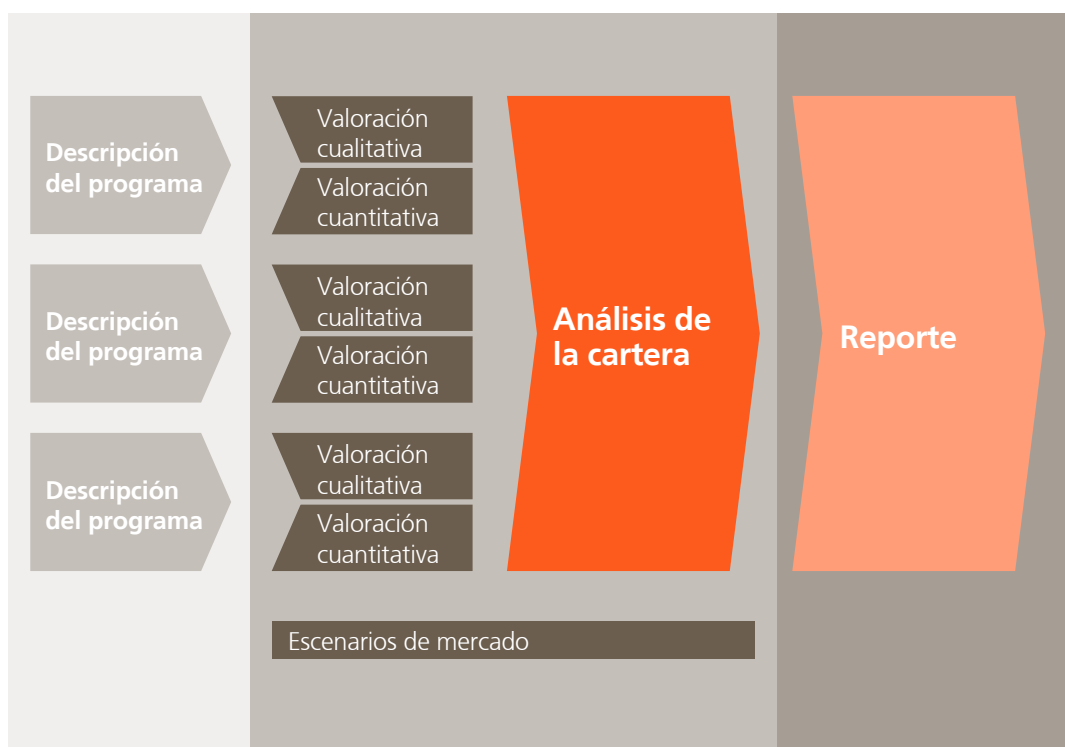 Descripción
del programa
Valoración
cualitativa
Valoración
cuantitativa
Descripción
del programa
Valoración
cualitativa
Valoración
cuantitativa
Descripción
del programa
Valoración
cualitativa
Valoración
cuantitativa
Análisis de
la cartera
Reporte
Escenarios de mercado